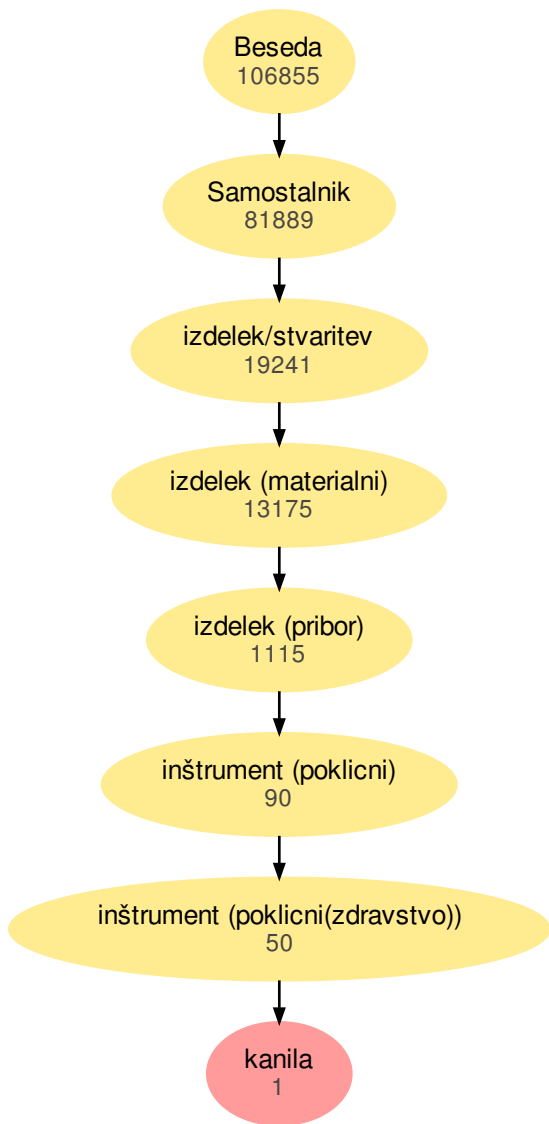 Beseda
106855
Samostalnik
81889
izdelek/stvaritev
19241
izdelek (materialni)
13175
izdelek (pribor)
1115
inštrument (poklicni)
90
inštrument (poklicni(zdravstvo))
50
kanila
1